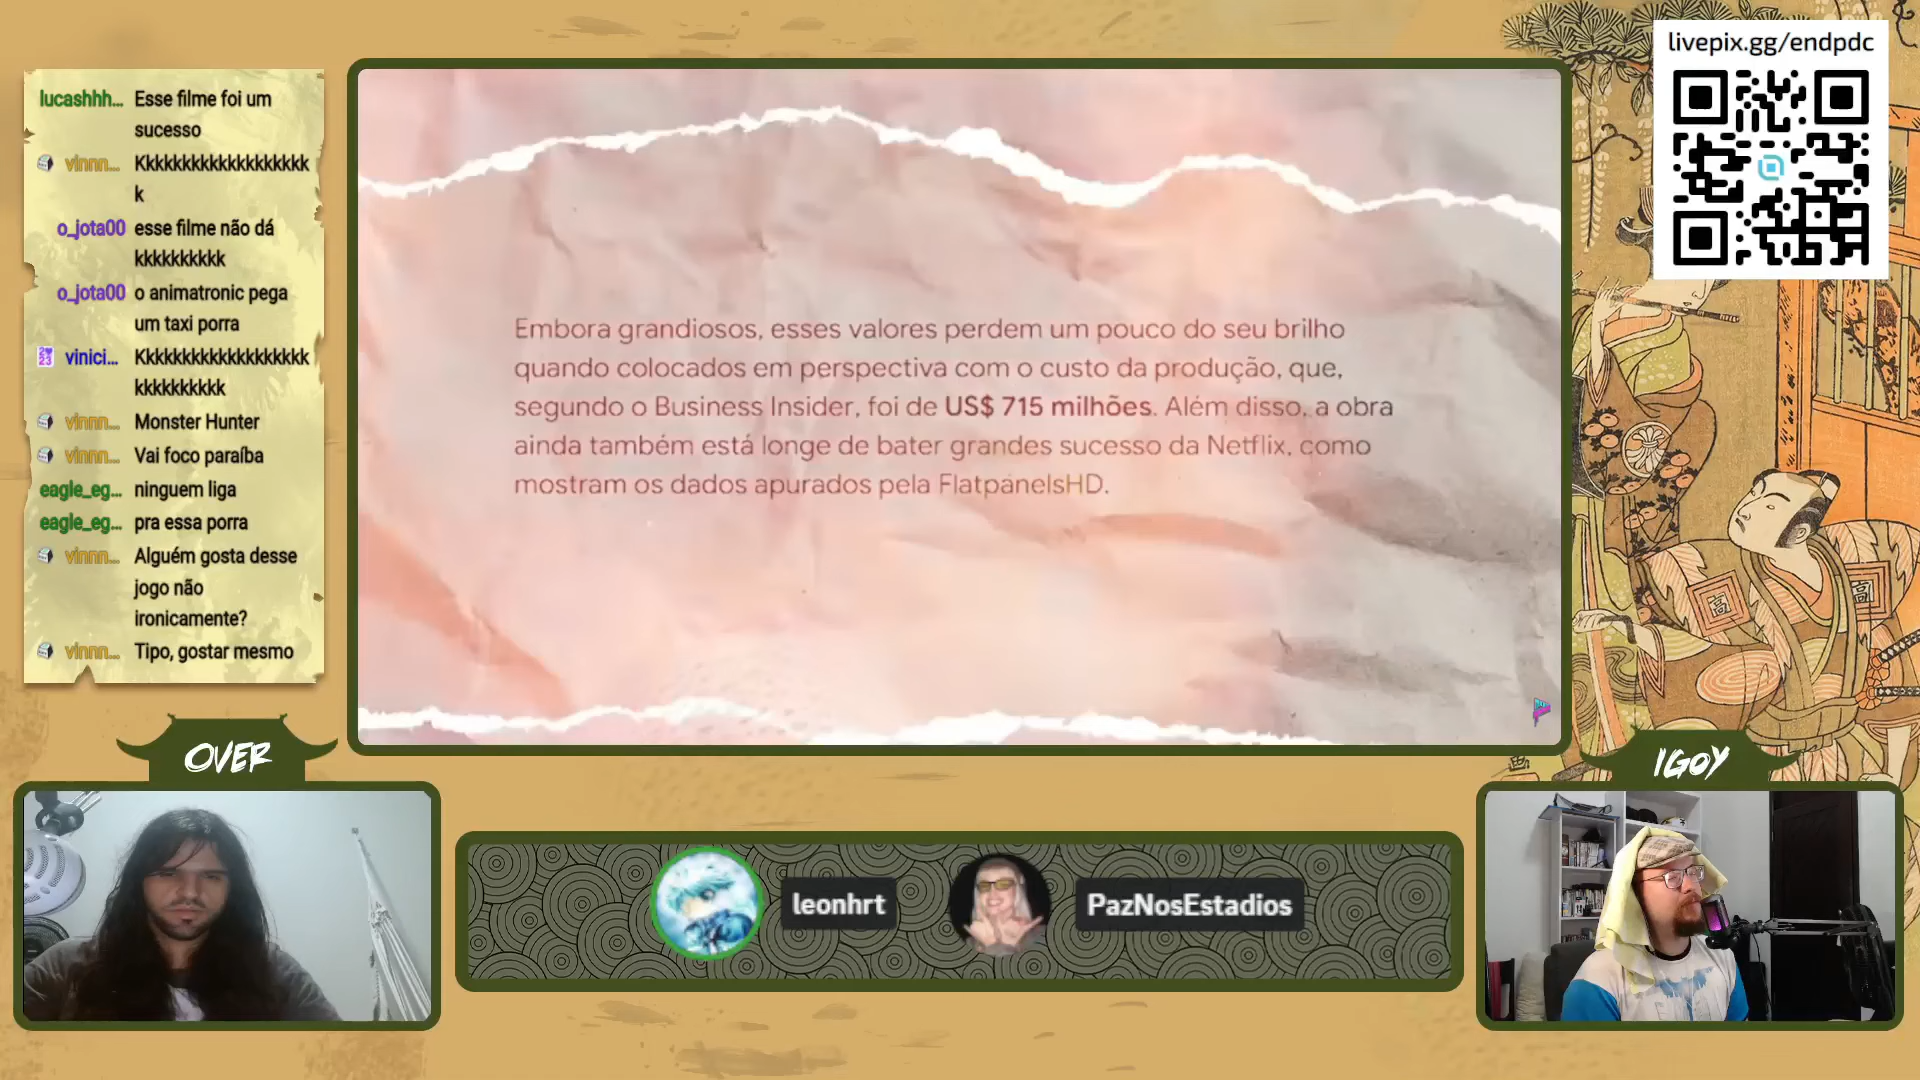 livepix.gg/endpdc
lucashhh... Esse filme foi um
sucesso
vinnn... Kkkkkkkkkkkkkkkkkkk
k
o_jota00 esse filme não dá
kkkkkkkkkk
o_jota00 o animatronic pega
um taxi porra
vinici... Kkkkkkkkkkkkkkkkkkk
kkkkkkkkkk
vinnn... Monster Hunter
vinnn... Vai foco paraíba
eagle_eg... ninguem liga
eagle_eg... pra essa porra
vinnn... Alguém gosta desse
jogo não
ironicamente?
vinnn... Tipo, gostar mesmo
Embora grandiosos, esses valores perdem um pouco do seu brilho
quando colocados em perspectiva com o custo da produção, que,
segundo o Business Insider, foi de US$ 715 milhões. Além disso, a obra
ainda também está longe de bater grandes sucesso da Netflix, como
mostram os dados apurados pela FlatpanelsHD.
OVER
IGOY
leonhrt
PazNosEstadios